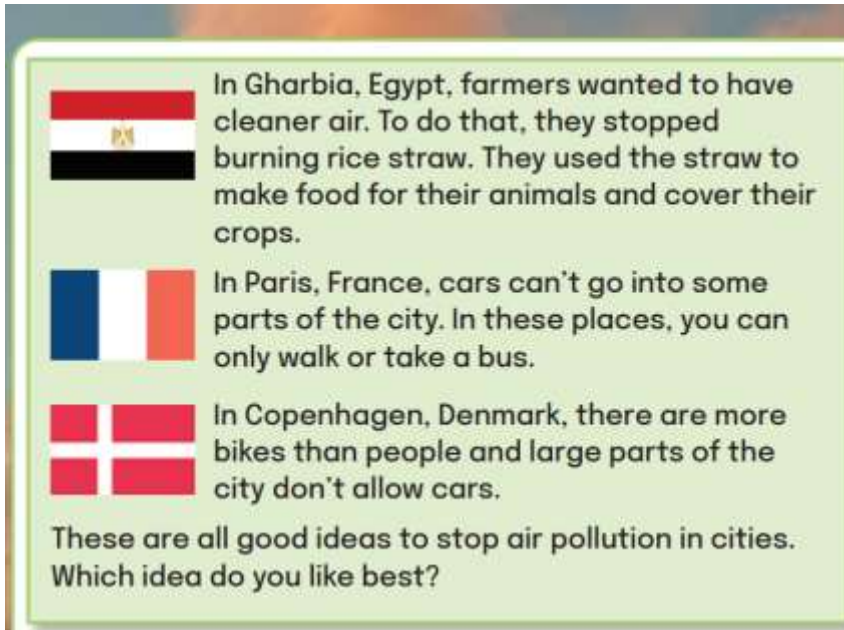 In Gharbia, Egypt, farmers wanted to have
cleaner air. To do that, they stopped
burning rice straw. They used the straw to
make food for their animals and cover their
crops.
In Paris, France, cars can't go into some
parts of the city. In these places, you can
only walk or take a bus.
In Copenhagen, Denmark, there are more
bikes than people and large parts of the
city don't allow cars.
These are all good ideas to stop air pollution in cities.
Which idea do you like best?